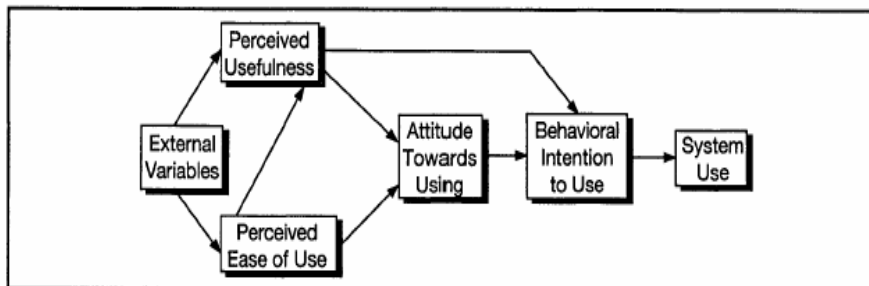 Perceived
Usefulness
External
Variables
Perceived
Ease of Use
Attitude
Towards
Using
Behavioral
Intention
to Use
System
Use